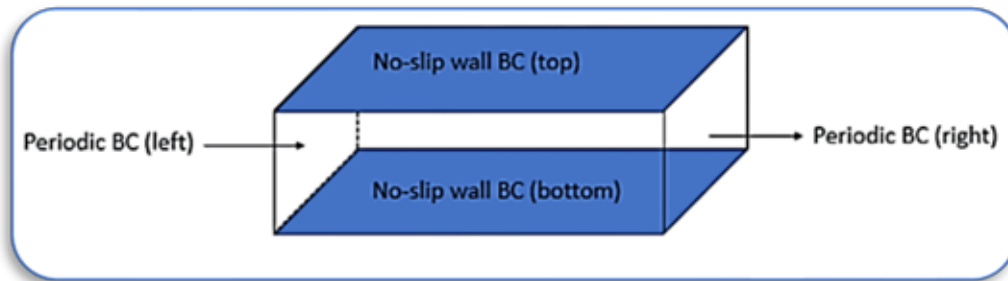 No-slip wall BC (top)
Periodic BC (left)
Periodic BC (right)
No-slip wall BC (bottom)